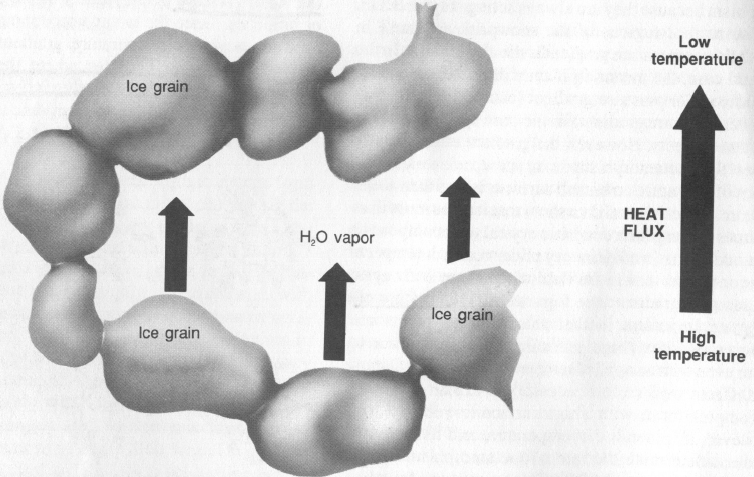 Ice grain
Low
temperature
H₂O vapor
HEAT
FLUX
Ice grain
Ice grain
High
temperature